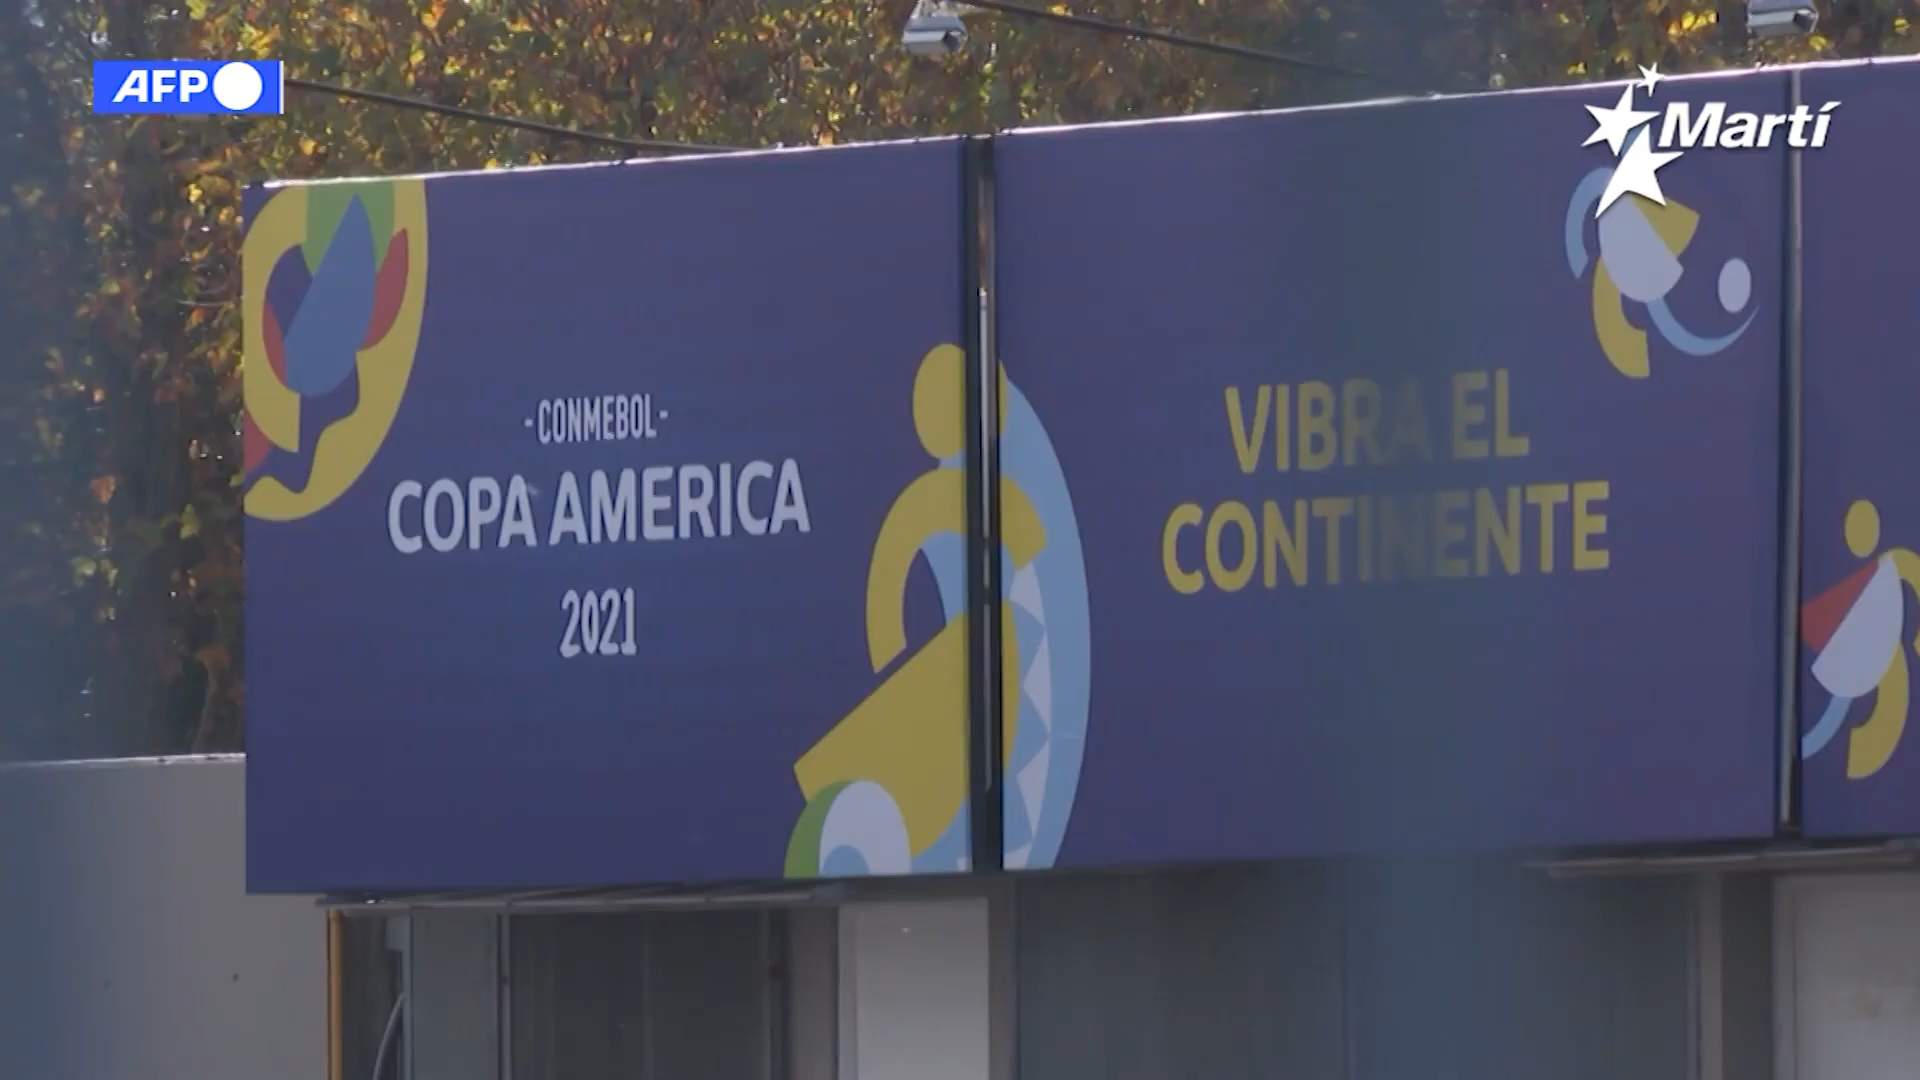 AFP
Martí
-CONMEBOL-
COPA AMERICA
2021
VIBRA EL
CONTINENTE